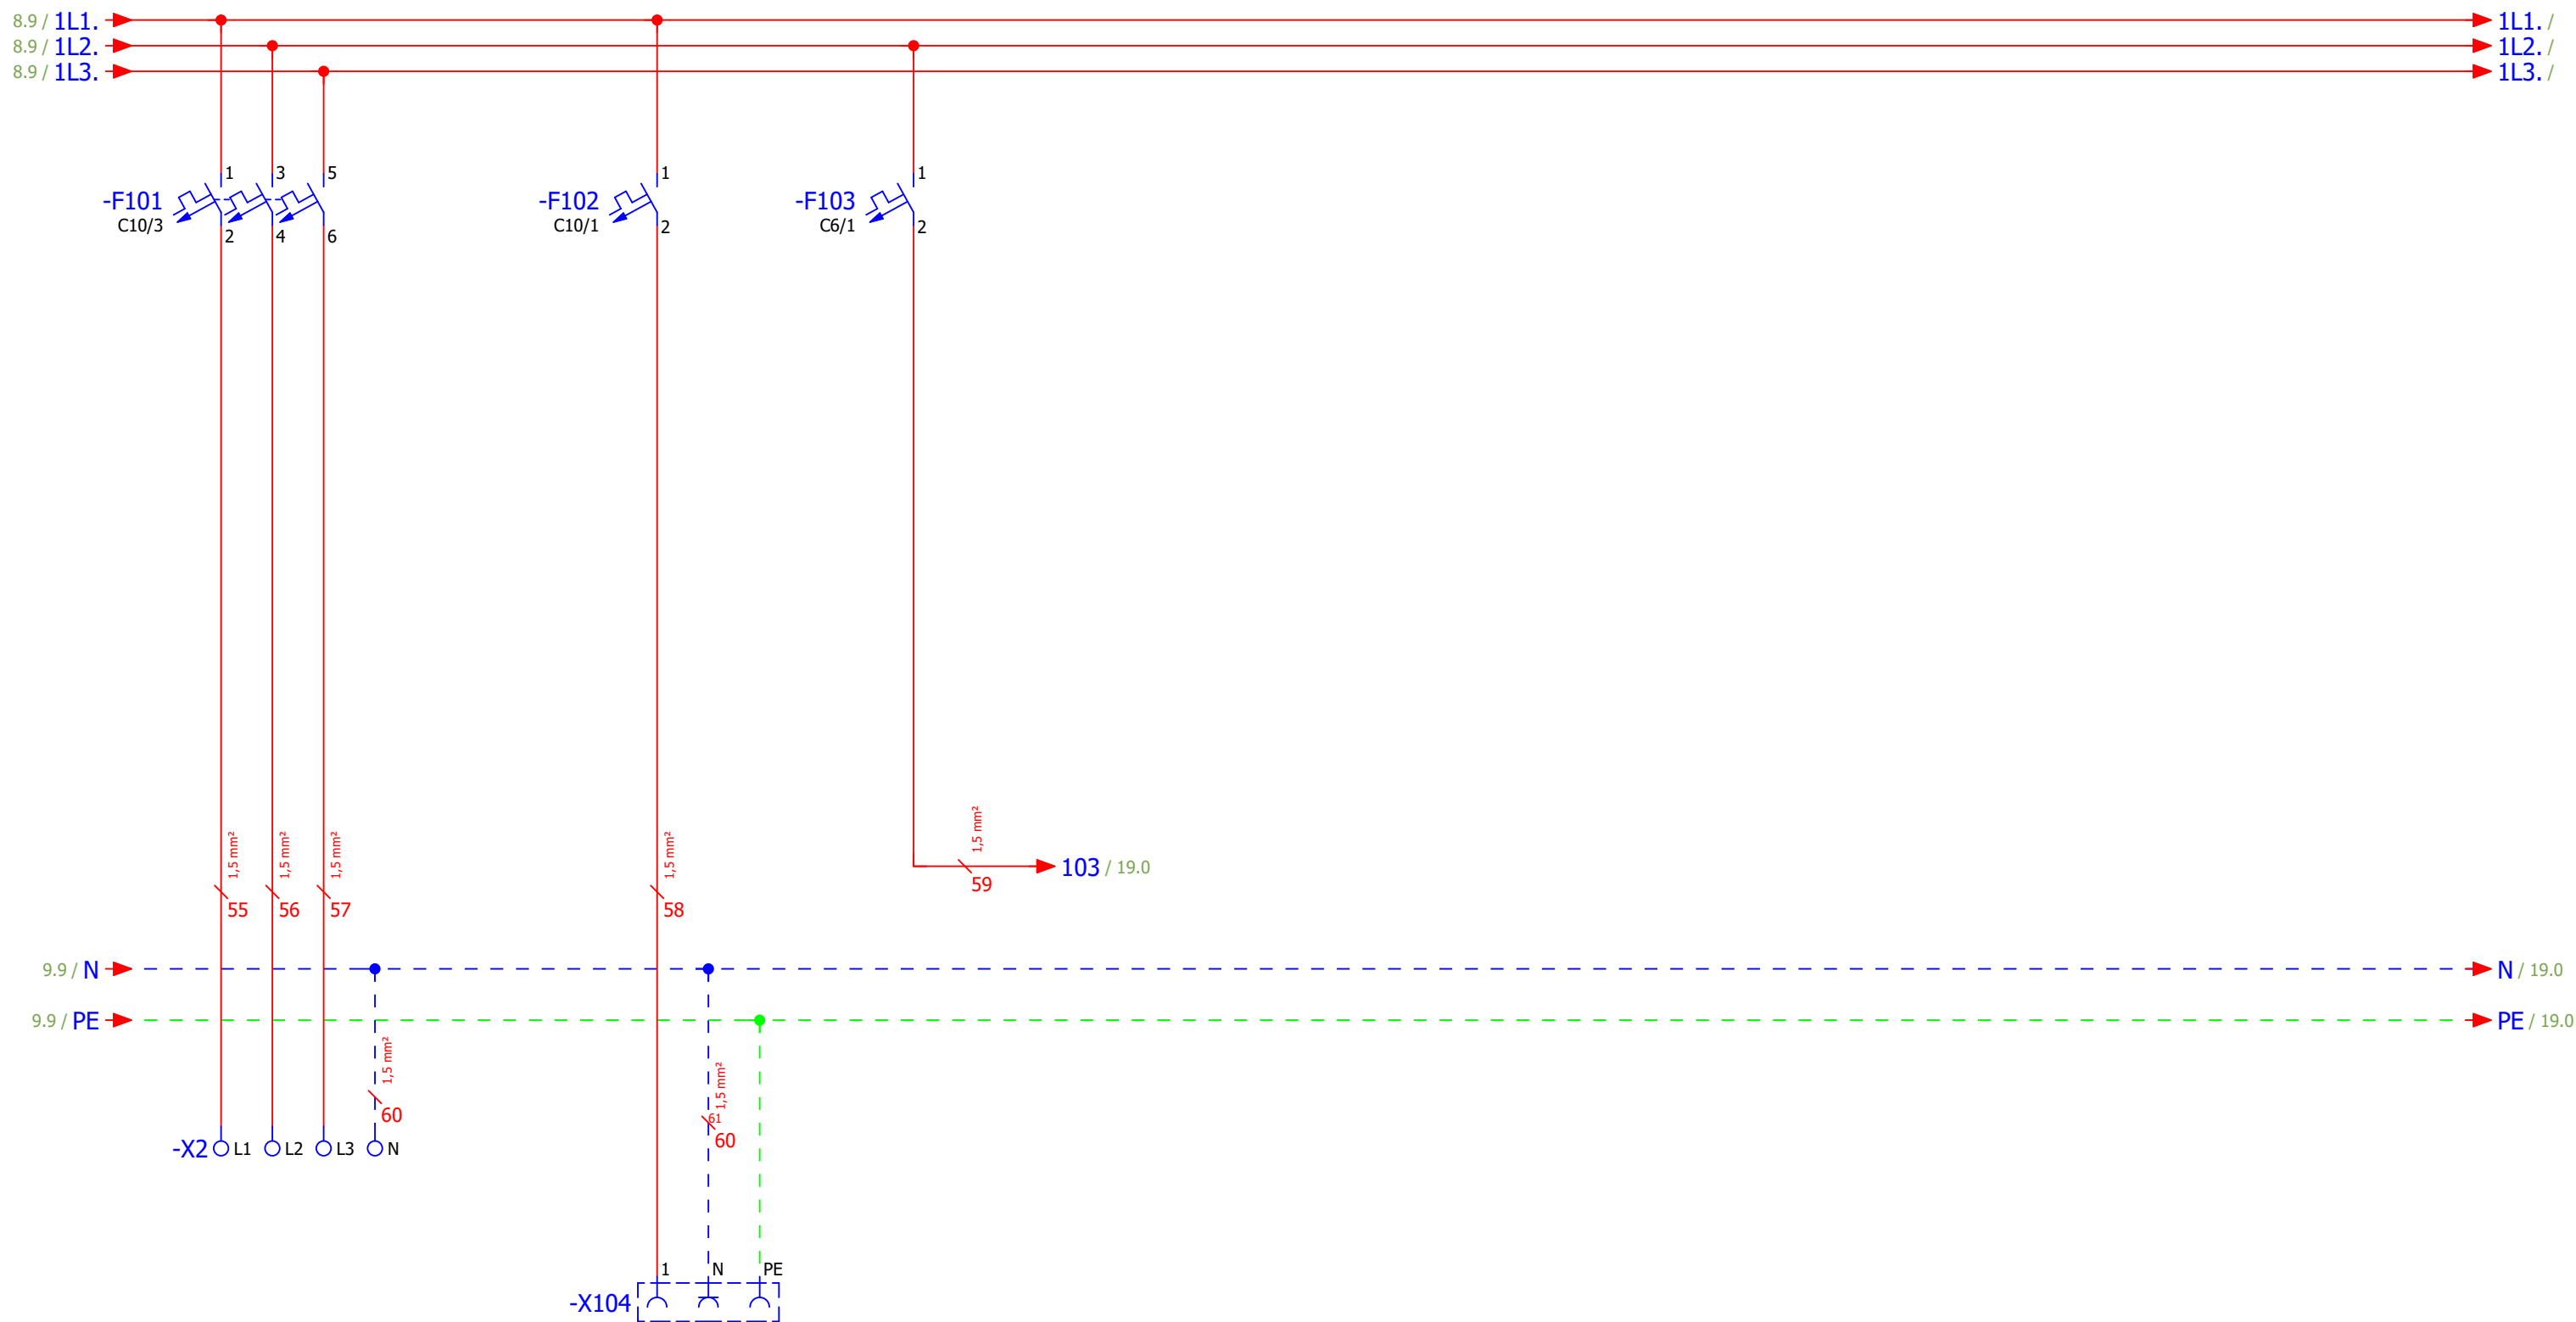 8.9 / 1L1. 1L1. /
8.9 / 1L2. 1L2. /
8.9 / 1L3. 1L3. /
1 3 5 1 1
-F101 -F102 -F103
C10/3 C10/1 C6/1
2 4 6 2 2
1,5 mm² 1,5 mm² 1,5 mm² 1,5 mm² 1,5 mm²
103 / 19.0
59
55 56 57 58
9.9 / N N / 19.0
9.9 / PE PE / 19.0
1,5 mm² 1,5 mm²
60 61
60
-X2 L1 L2 L3 N
1 N PE
-X104